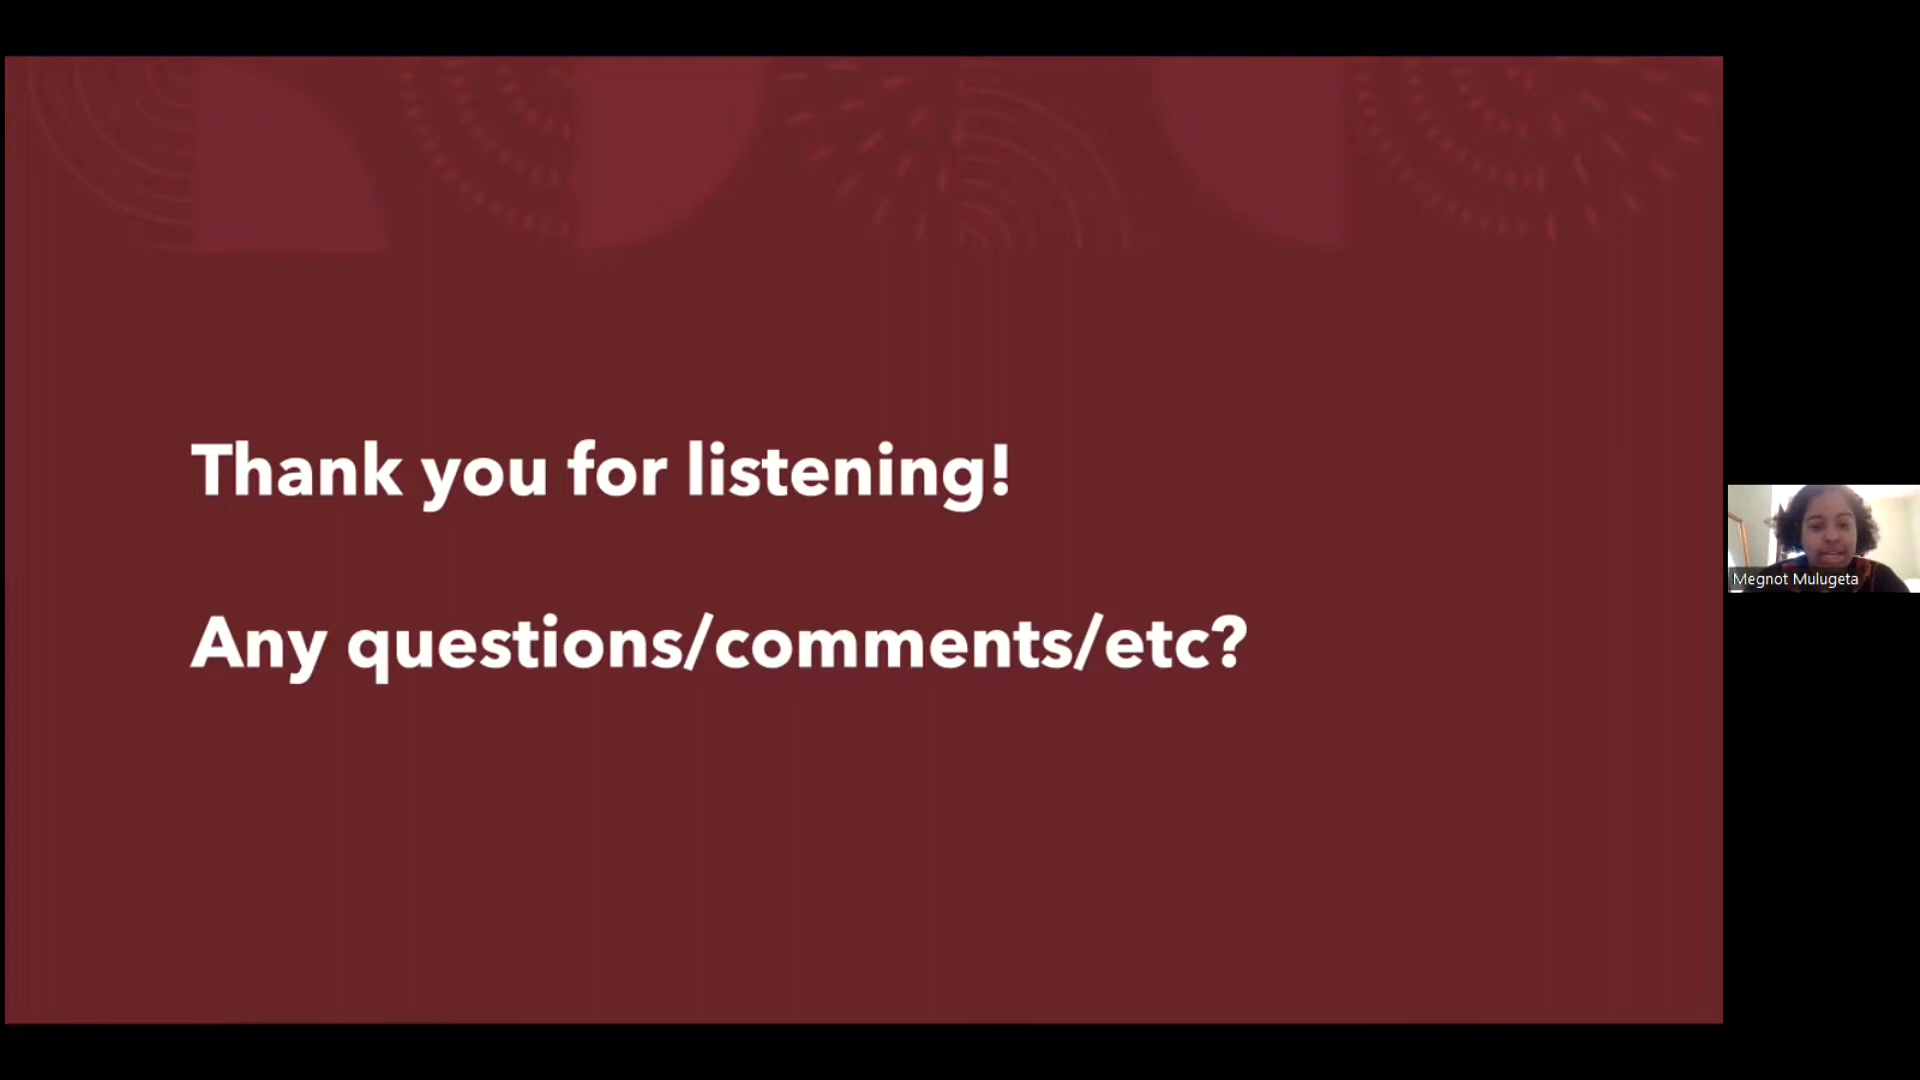 Thank you for listening!
Any questions/comments/etc?
Megnot Mulugeta